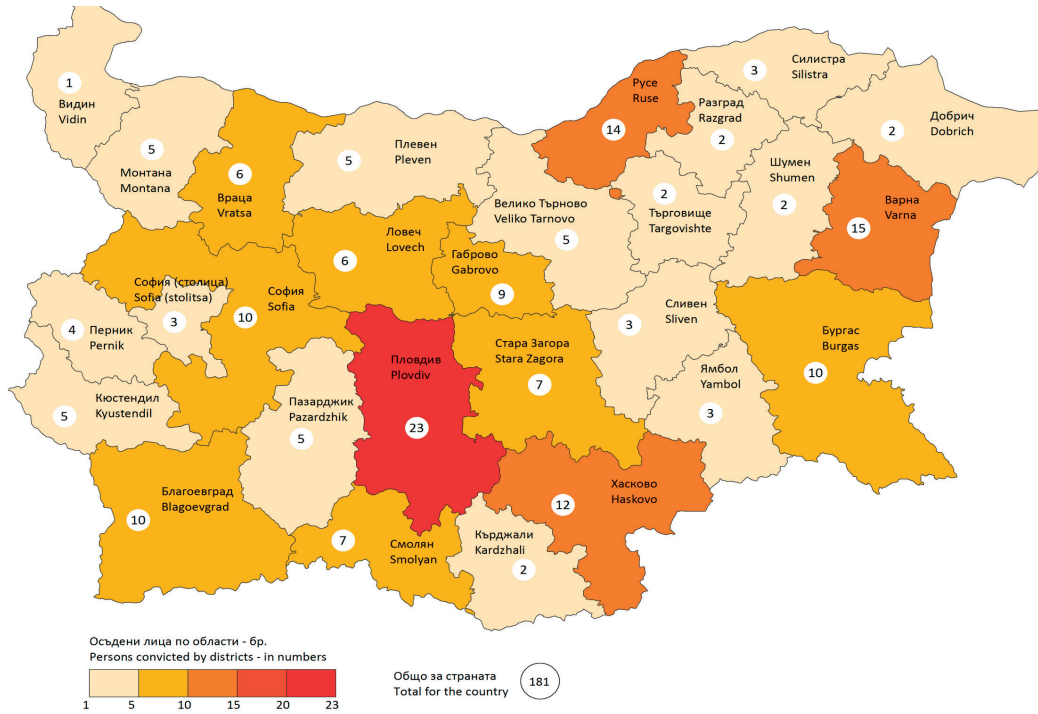 1
Видин
Vidin
5
Монтана
Montana
6
Враца
Vratsa
Плевен
Pleven
5
Русе
Ruse
14
3
Силистра
Silistra
Разград
Razgrad
2
2
Добрич
Dobrich
Шумен
Shumen
2
Варна
Varna
15
2
Търговище
Targovishte
Велико Търново
Veliko Tarnovo
5
Ловеч
Lovech
6
Габрово
Gabrovo
9
София (столица)
Sofia (stolitsa)
3
София
Sofia
10
4
Перник
Pernik
Кюстендил
Kyustendil
5
Пазарджик
Pazardzhik
5
Пловдив
Plovdiv
23
Стара Загора
Stara Zagora
7
3
Сливен
Sliven
Ямбол
Yambol
3
Бургас
Burgas
10
Благоевград
Blagoevgrad
10
7
Смолян
Smolyan
Кърджали
Kardzhali
2
Хасково
Haskovo
12
Осъдени лица по области - бр.
Persons convicted by districts - in numbers
1 5 10 15 20 23
Общо за страната
Total for the country
181